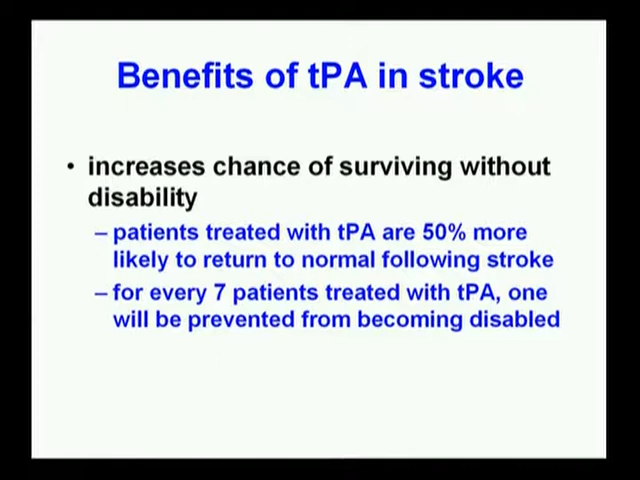 Benefits of tPA in stroke
• increases chance of surviving without
disability
– patients treated with tPA are 50% more
likely to return to normal following stroke
– for every 7 patients treated with tPA, one
will be prevented from becoming disabled